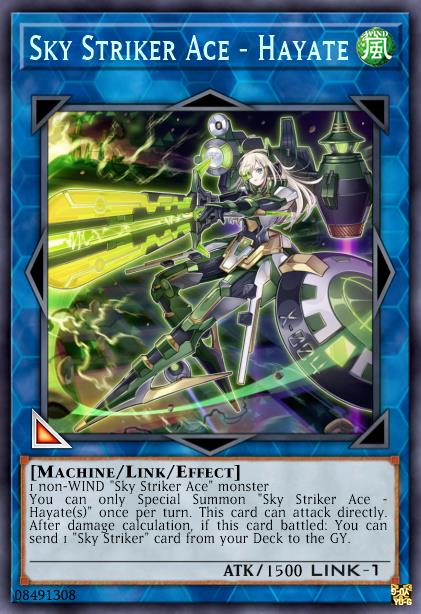 Sky Striker Ace - Hayate
WIND
風
[Machine/Link/Effect]
1 non-WIND "Sky Striker Ace" monster
You can only Special Summon "Sky Striker Ace -
Hayate(s)" once per turn. This card can attack directly.
After damage calculation, if this card battled: You can
send 1 "Sky Striker" card from your Deck to the GY.
ATK/1500 LINK-1
08491308